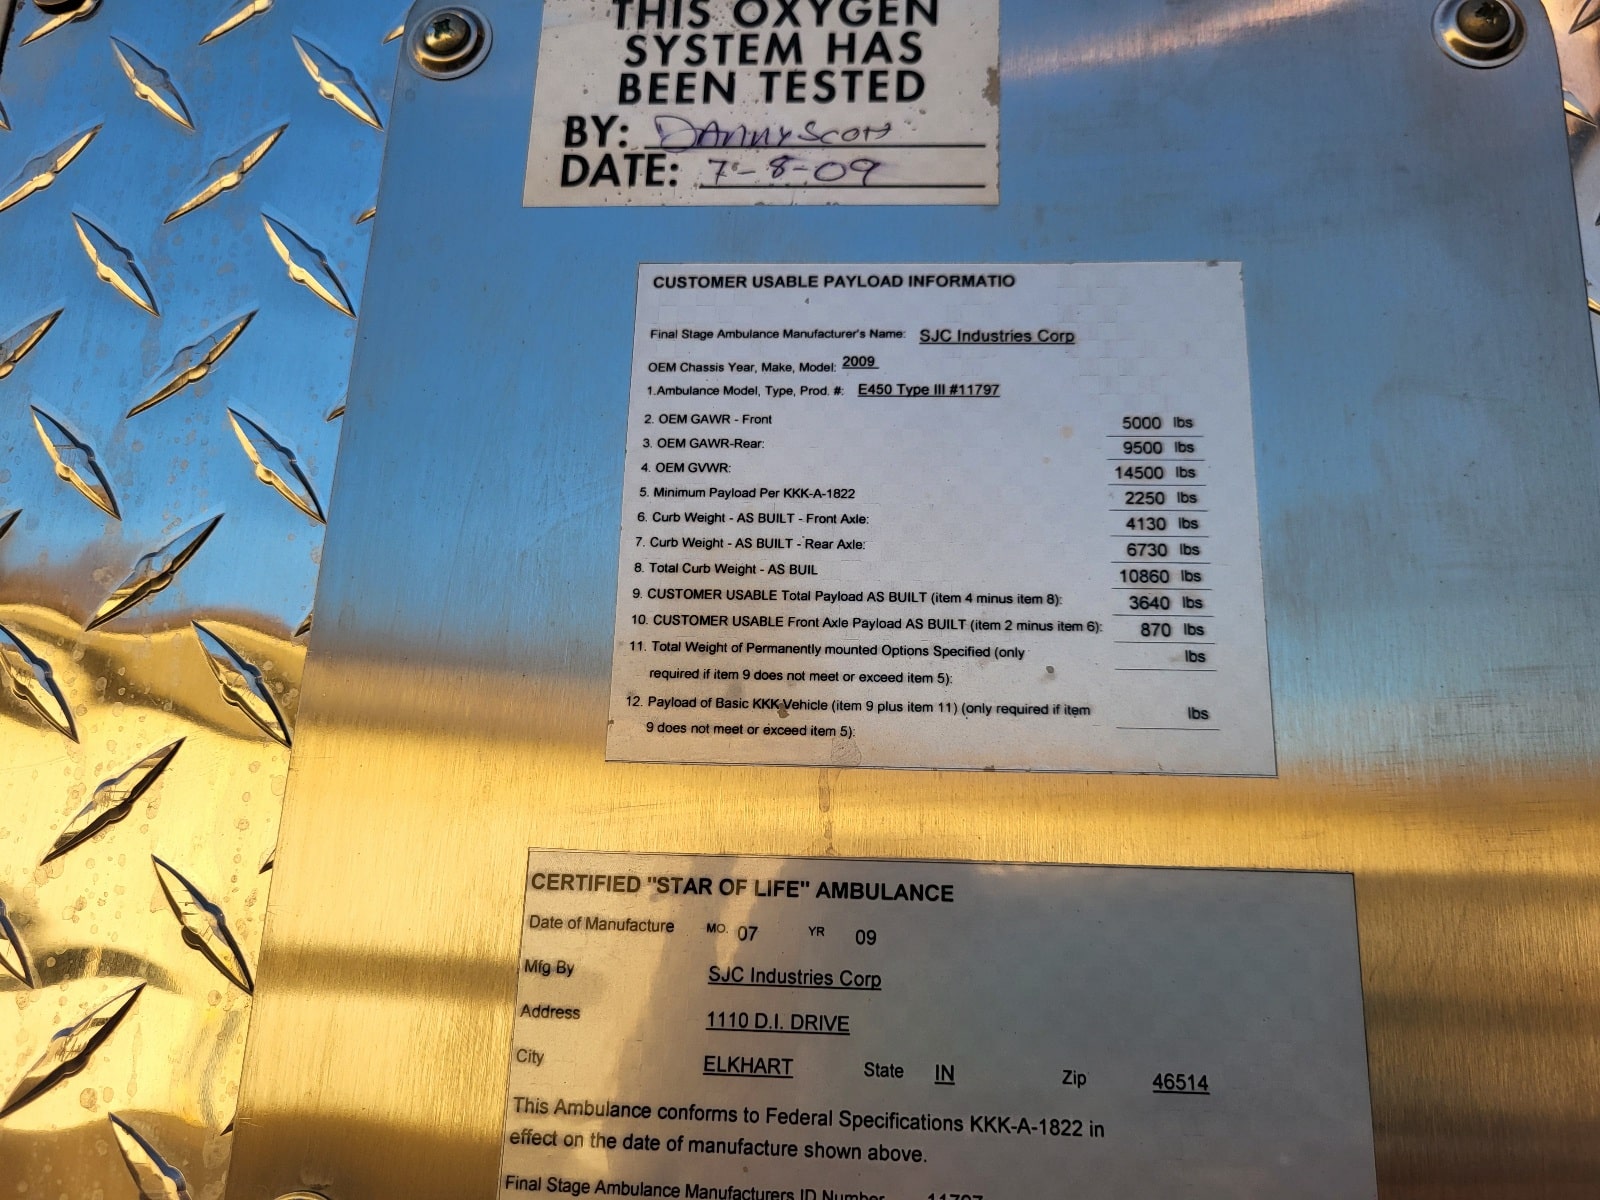 THIS OXYGEN
SYSTEM HAS
BEEN TESTED
BY: DANNY SCOTT
DATE: 7-8-09
CUSTOMER USABLE PAYLOAD INFORMATIO
Final Stage Ambulance Manufacturer's Name: SJC Industries Corp
OEM Chassis Year, Make, Model: 2009
1.Ambulance Model, Type, Prod. #: E450 Type III #11797
2. OEM GAWR - Front 5000 lbs
3. OEM GAWR-Rear: 9500 lbs
4. OEM GVWR: 14500 lbs
5. Minimum Payload Per KKK-A-1822 2250 lbs
6. Curb Weight - AS BUILT - Front Axle: 4130 lbs
7. Curb Weight - AS BUILT - Rear Axle: 6730 lbs
8. Total Curb Weight - AS BUIL 10860 lbs
9. CUSTOMER USABLE Total Payload AS BUILT (item 4 minus item 8): 3640 lbs
10. CUSTOMER USABLE Front Axle Payload AS BUILT (item 2 minus item 6): 870 lbs
11. Total Weight of Permanently mounted Options Specified (only lbs
required if item 9 does not meet or exceed item 5):
12. Payload of Basic KKK Vehicle (item 9 plus item 11) (only required if item lbs
9 does not meet or exceed item 5):
CERTIFIED "STAR OF LIFE" AMBULANCE
Date of Manufacture MO. 07 YR 09
Mfg By SJC Industries Corp
Address 1110 D.I. DRIVE
City ELKHART State IN Zip 46514
This Ambulance conforms to Federal Specifications KKK-A-1822 in
effect on the date of manufacture shown above.
Final Stage Ambulance Manufacturers ID Number 11797